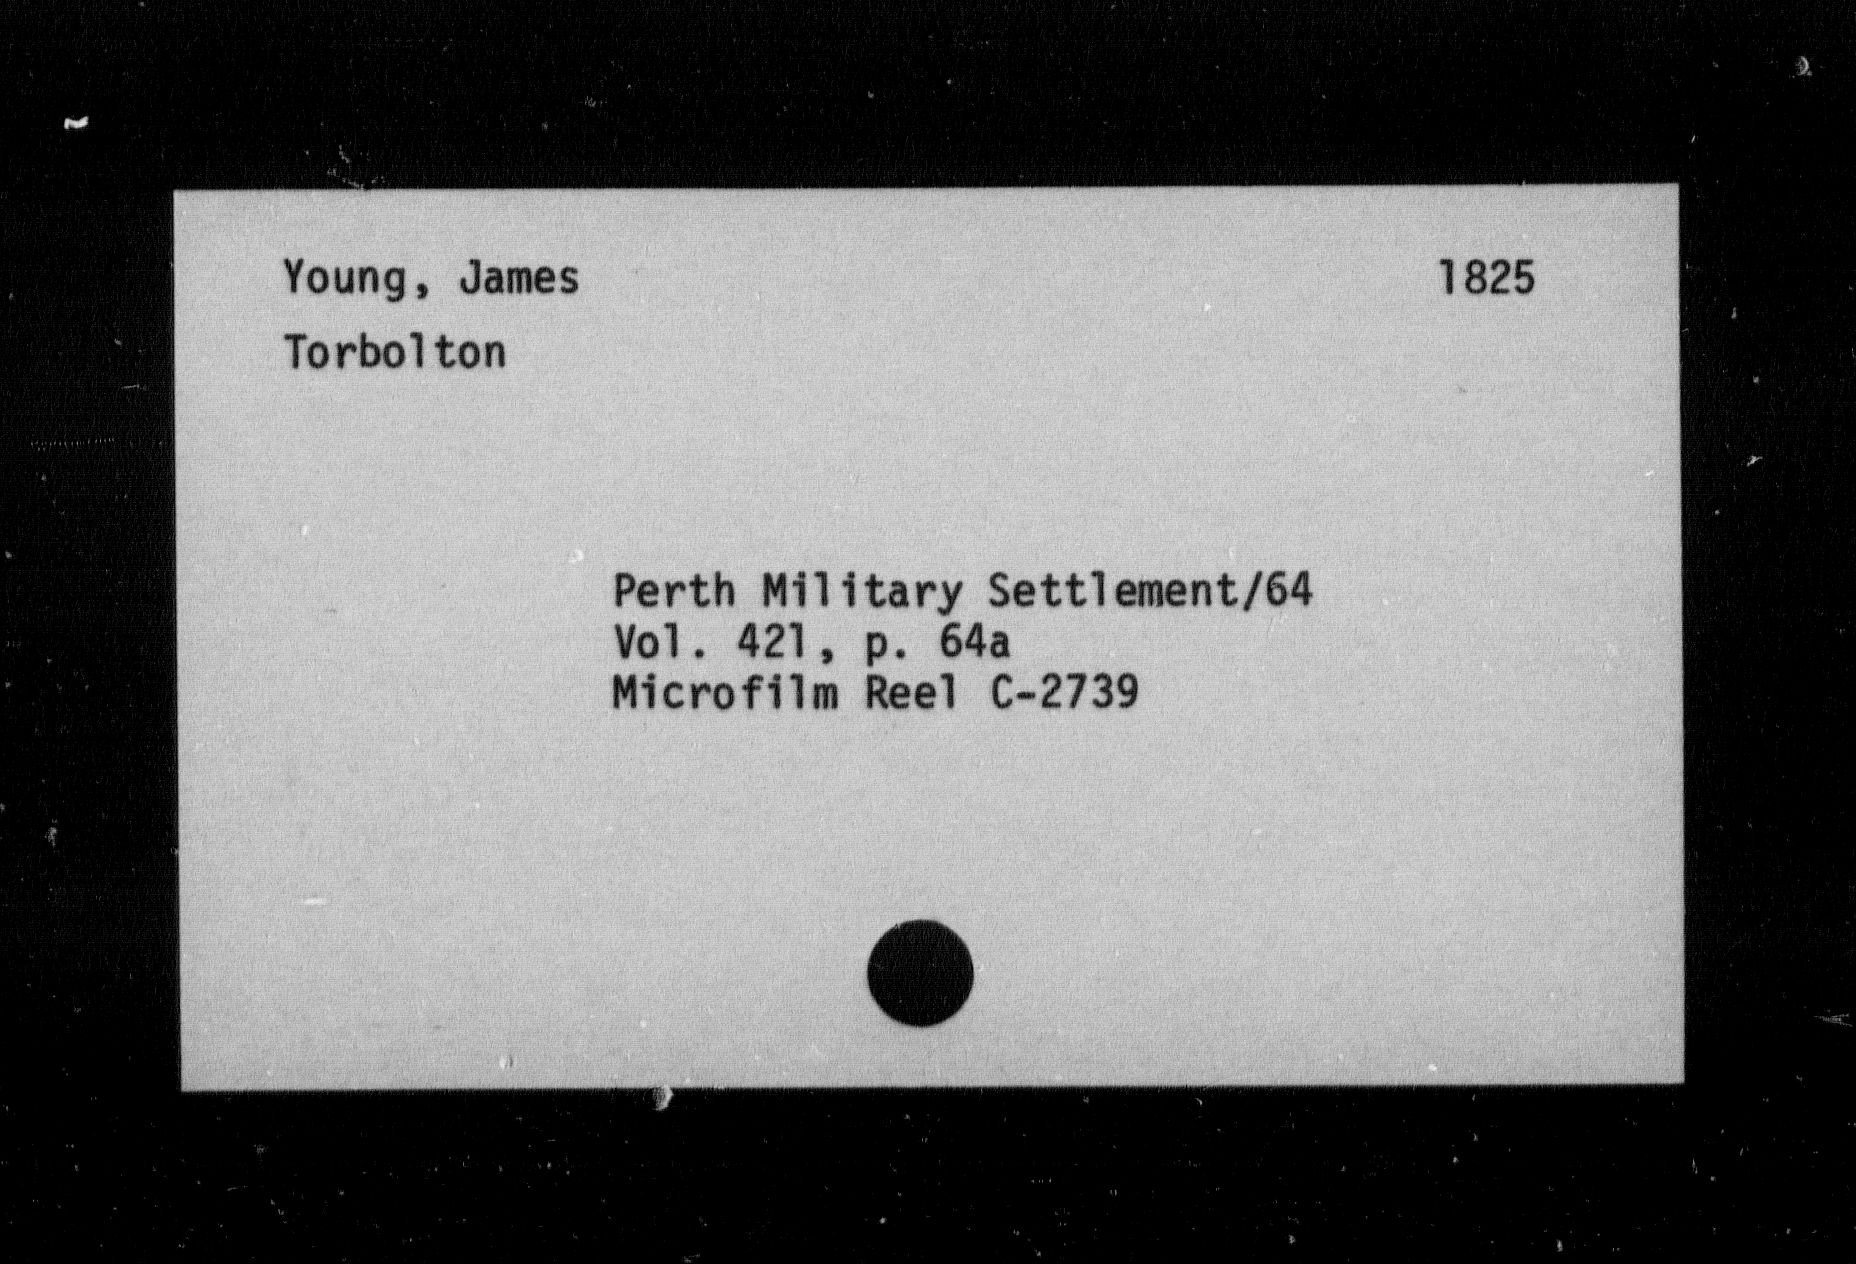 Young, James 1825
Torbolton
Perth Military Settlement/64
Vol. 421, p. 64a
Microfilm Reel C-2739